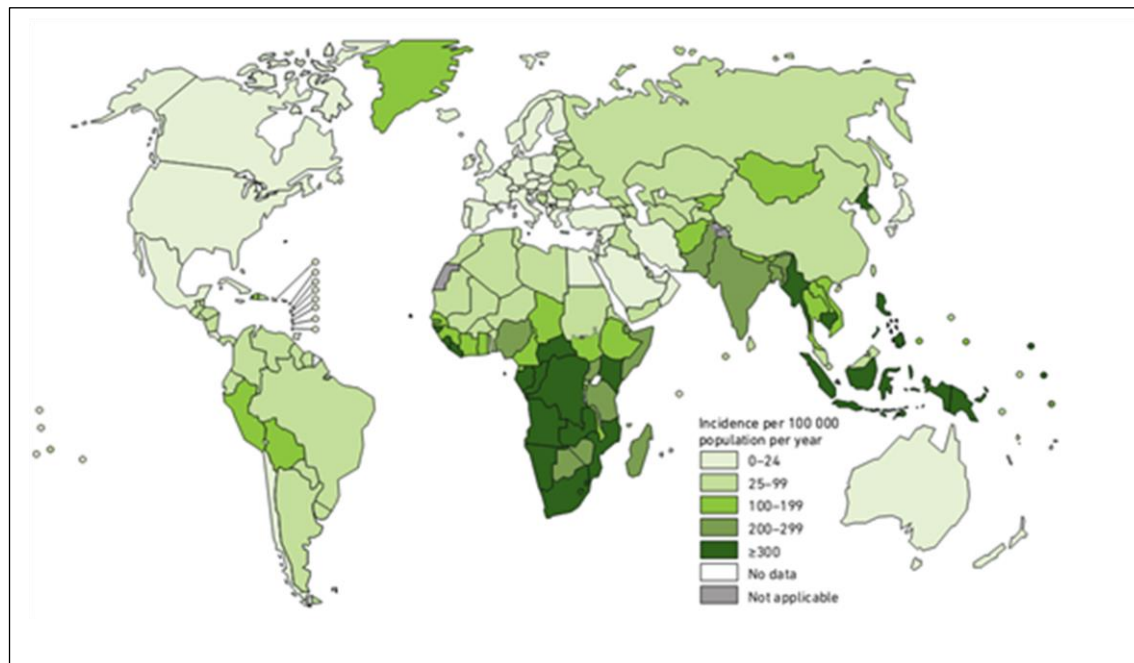 Incidence per 100 000
population per year
0–24
25–99
100–199
200–299
≥300
No data
Not applicable